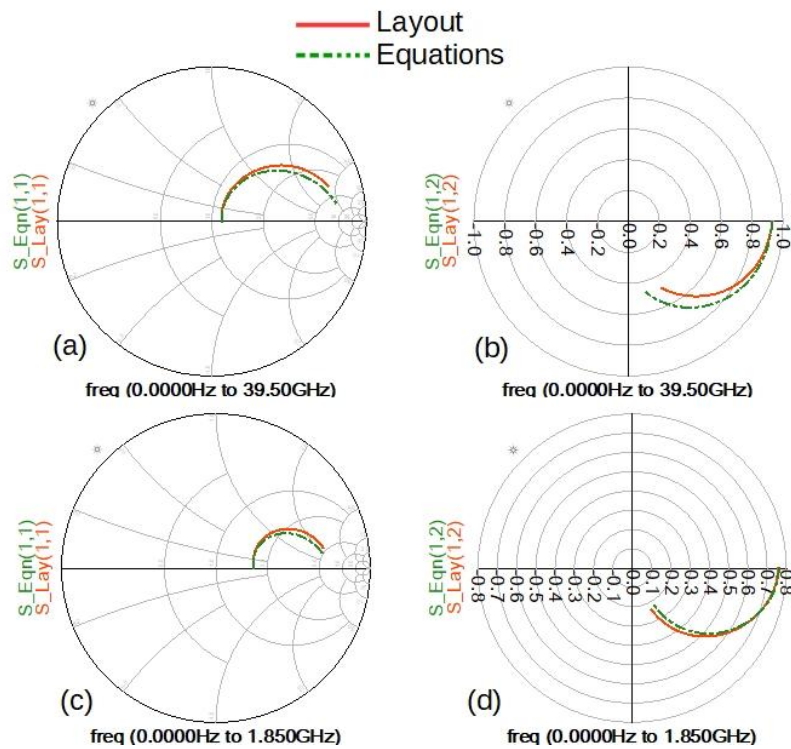 Layout
Equations
S_Eqn(1,1)
S_Lay(1,1)
(a)
freq (0.0000Hz to 39.50GHz)
S_Eqn(1,2)
S_Lay(1,2)
-1.0 -0.8 -0.6 -0.4 -0.2 0.0 0.2 0.4 0.6 0.8 1.0
(b)
freq (0.0000Hz to 39.50GHz)
S_Eqn(1,1)
S_Lay(1,1)
(c)
freq (0.0000Hz to 1.850GHz)
S_Eqn(1,2)
S_Lay(1,2)
-0.8 -0.7 -0.6 -0.5 -0.4 -0.3 -0.2 -0.1 0.0 0.1 0.2 0.3 0.4 0.5 0.6 0.7 0.8
(d)
freq (0.0000Hz to 1.850GHz)